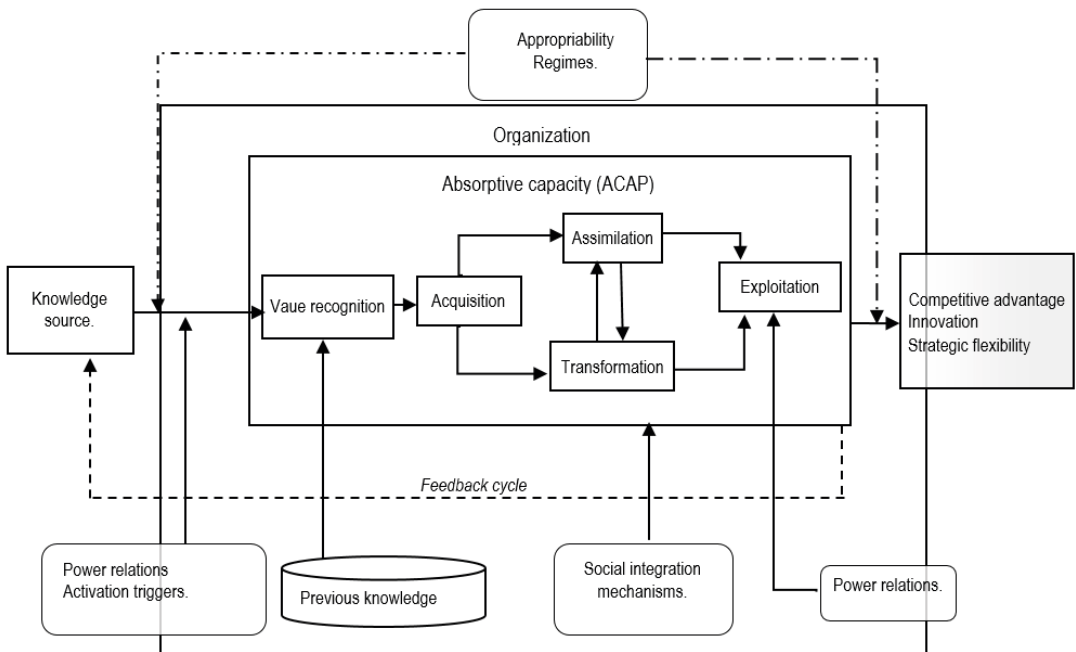 Appropriability
Regimes.
Organization
Absorptive capacity (ACAP)
Knowledge
source.
Vaue recognition
Acquisition
Assimilation
Transformation
Exploitation
Competitive advantage
Innovation
Strategic flexibility
Feedback cycle
Power relations
Activation triggers.
Previous knowledge
Social integration
mechanisms.
Power relations.